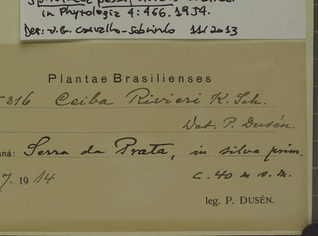 in Phytologia 4:466. 1954.
Det: J.G. Carvalho-Sobrinho 11/2013
Plantae Brasilienses
316 Ceiba Rivieri K. Sch.
Det. P. Dusén.
ná: Serra da Prata, in silva prim.
7. 1914 c. 40 m s. m.
leg. P. DUSÉN.